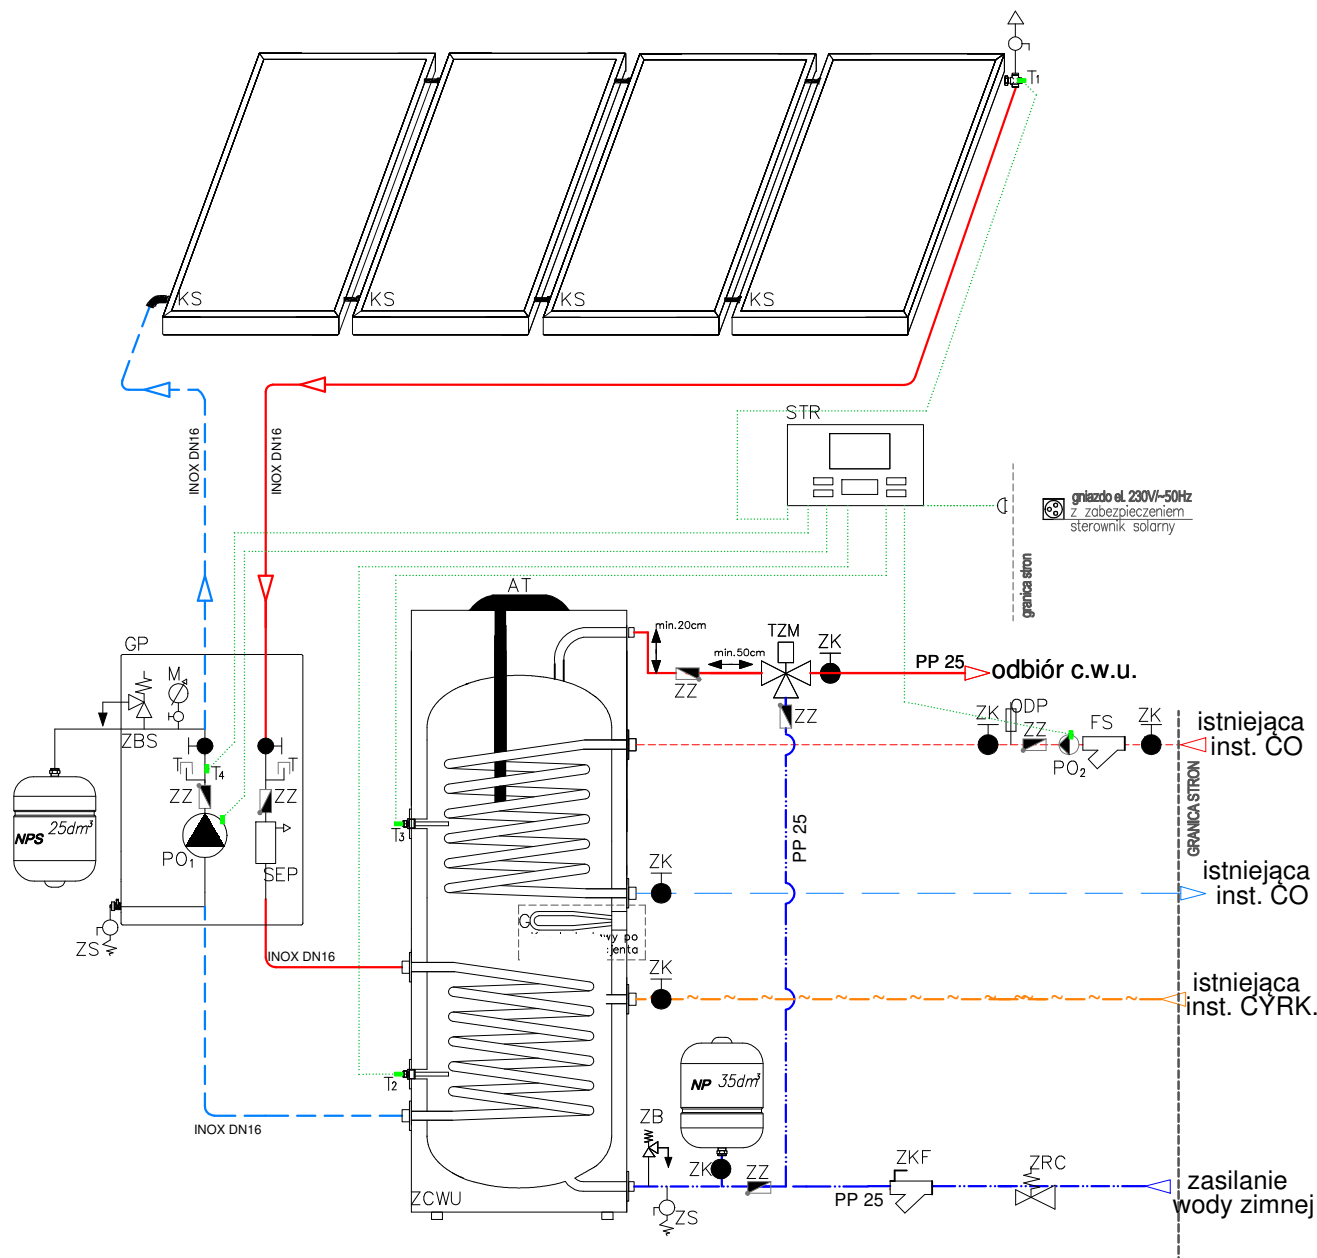 T1
KS
KS
KS
KS
STR
INOX DN16
INOX DN16
gniazdo el. 230V/~50Hz
z zabezpieczeniem
sterownik solarny
granica stron
AT
min.20cm
TZM
ZK
min.50cm
PP 25
odbiór c.w.u.
ZZ
ZZ
GP
M
ZBS
T
T4
T
ZZ
ZZ
NPS 25dm³
PO1
SEP
ZS
INOX DN16
INOX DN16
T3
T2
ZK
ODP
ZZ
PO2
FS
ZK
istniejąca
inst. CO
GRANICA STRON
PP 25
ZK
istniejąca
inst. CO
G
wy po
jenta
ZK
istniejąca
inst. CYRK.
NP 35dm³
ZB
ZK
ZZ
ZS
ZCWU
PP 25
ZKF
ZRC
zasilanie
wody zimnej